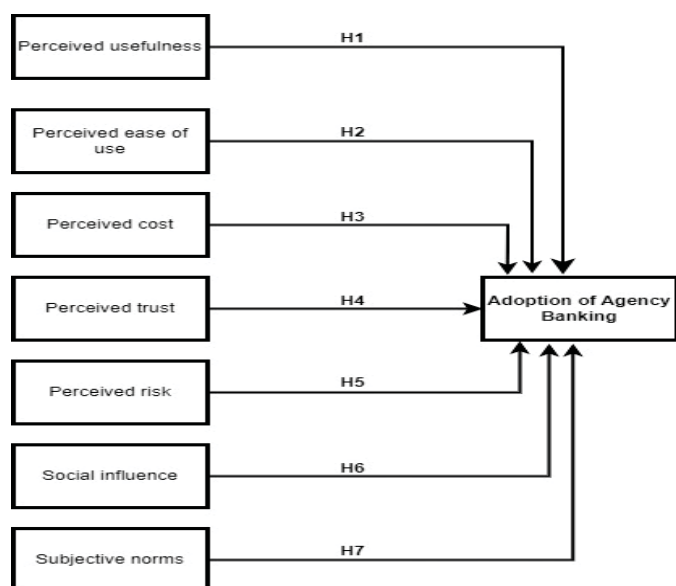 Perceived usefulness
H1
Perceived ease of
use
H2
Perceived cost
H3
Perceived trust
H4
Adoption of Agency
Banking
Perceived risk
H5
Social influence
H6
Subjective norms
H7